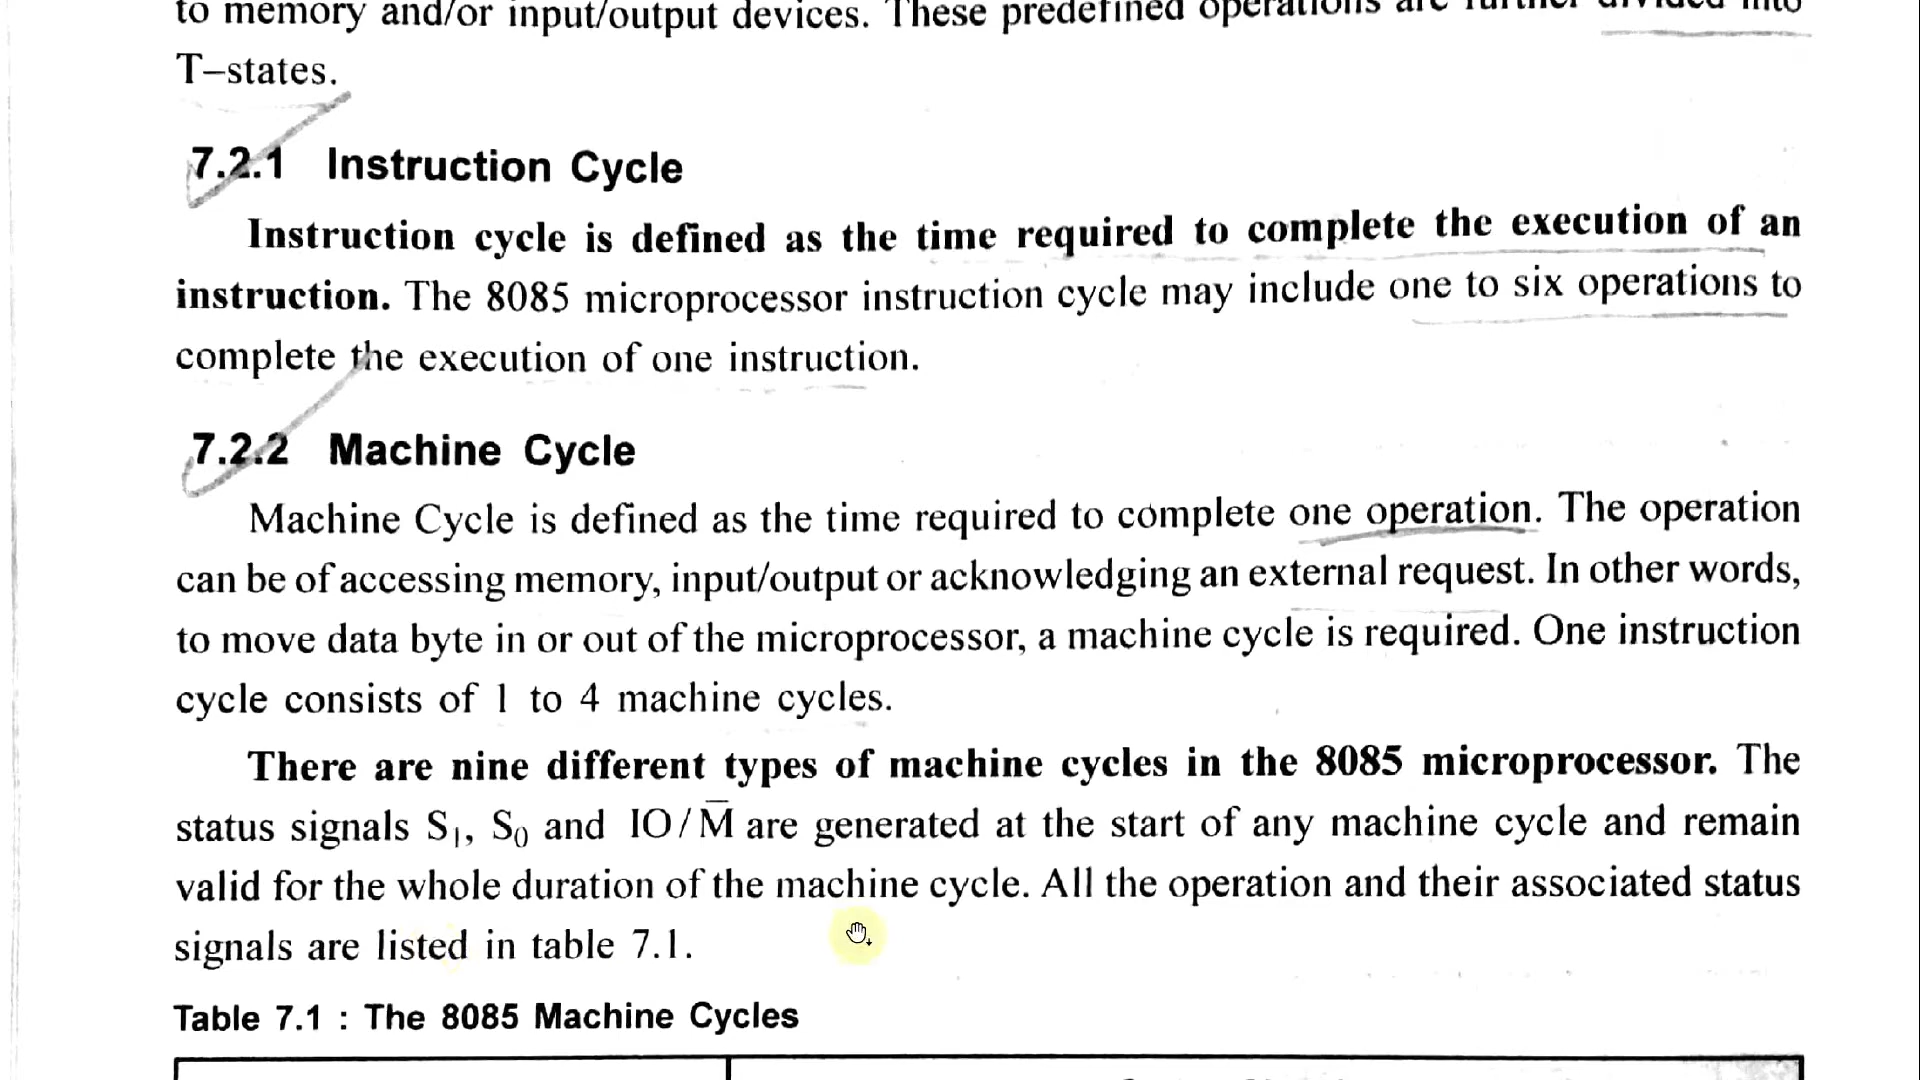 to memory and/or input/output devices. These predefined operations are further divided into
T–states.
7.2.1 Instruction Cycle
Instruction cycle is defined as the time required to complete the execution of an
instruction. The 8085 microprocessor instruction cycle may include one to six operations to
complete the execution of one instruction.
7.2.2 Machine Cycle
Machine Cycle is defined as the time required to complete one operation. The operation
can be of accessing memory, input/output or acknowledging an external request. In other words,
to move data byte in or out of the microprocessor, a machine cycle is required. One instruction
cycle consists of 1 to 4 machine cycles.
There are nine different types of machine cycles in the 8085 microprocessor. The
status signals S₁, S₀ and IO/M̅ are generated at the start of any machine cycle and remain
valid for the whole duration of the machine cycle. All the operation and their associated status
signals are listed in table 7.1.
Table 7.1 : The 8085 Machine Cycles